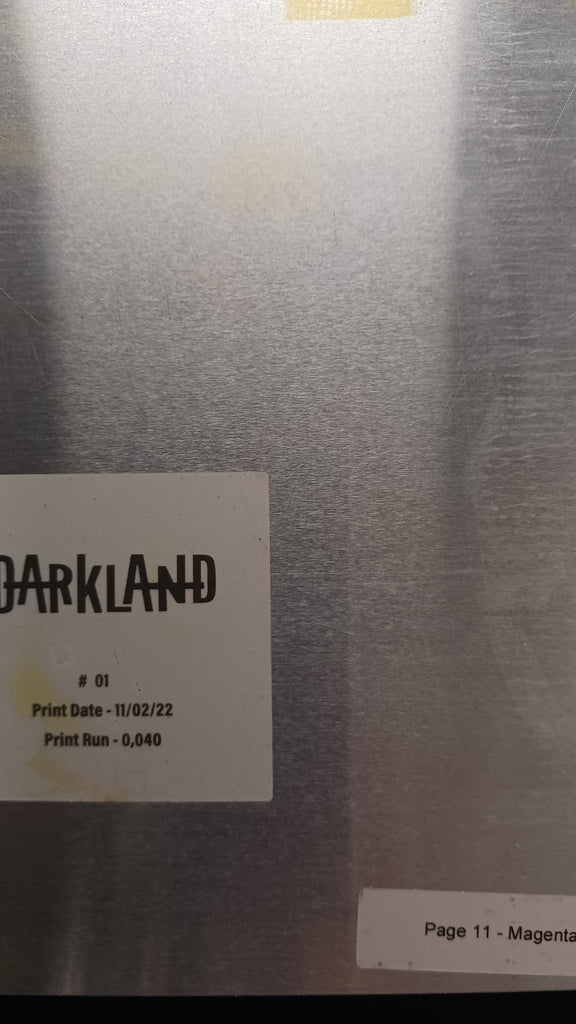 DARKLAND
# 01
Print Date - 11/02/22
Print Run - 0,040
Page 11 - Magenta